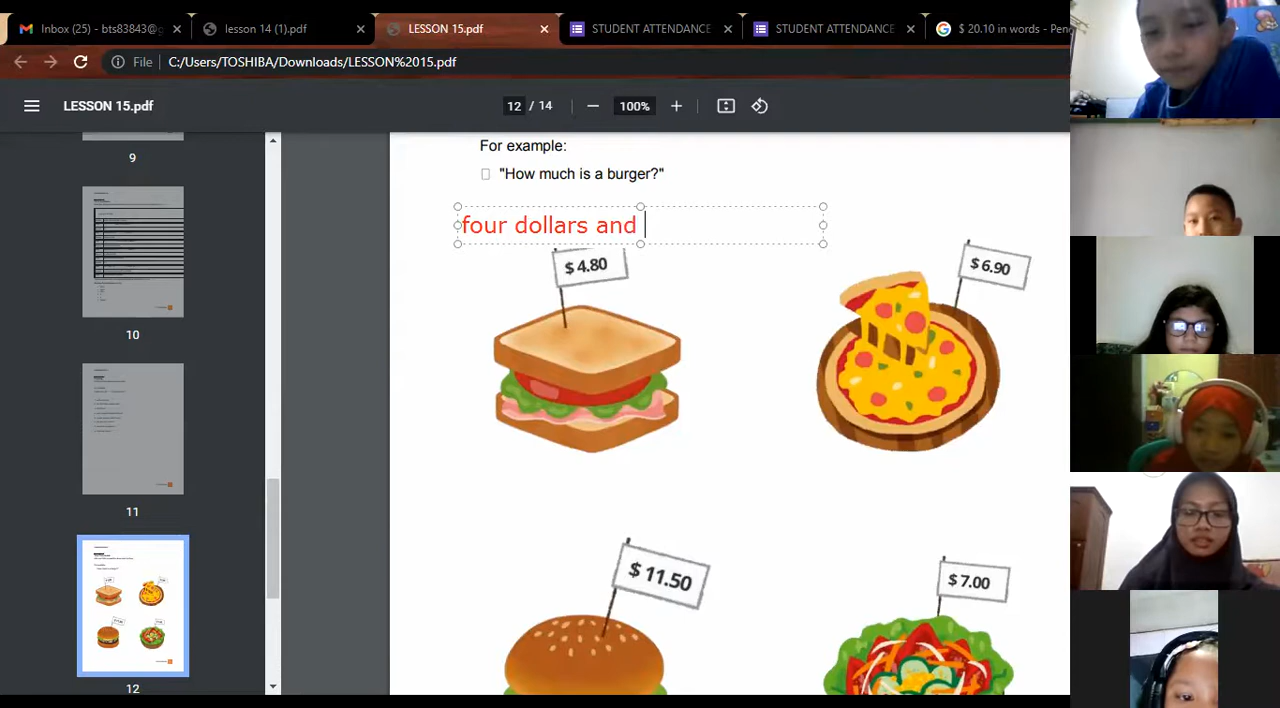 Inbox (25) - bts83843@g
lesson 14 (1).pdf
LESSON 15.pdf
STUDENT ATTENDANCE
STUDENT ATTENDANCE
$ 20.10 in words - Pen
File
C:/Users/TOSHIBA/Downloads/LESSON%2015.pdf
LESSON 15.pdf
12 / 14
100%
9
10
11
12
For example:
"How much is a burger?"
four dollars and
$ 4.80
$ 6.90
$ 11.50
$ 7.00